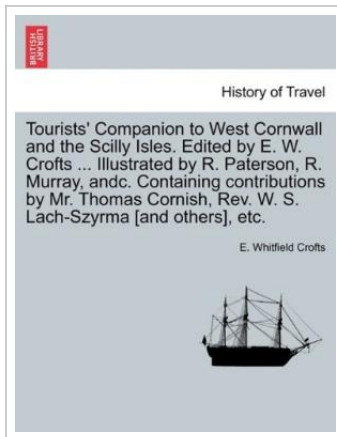 BRITISH
LIBRARY
History of Travel
Tourists' Companion to West Cornwall
and the Scilly Isles. Edited by E. W.
Crofts ... Illustrated by R. Paterson, R.
Murray, andc. Containing contributions
by Mr. Thomas Cornish, Rev. W. S.
Lach-Szyrma [and others], etc.
E. Whitfield Crofts